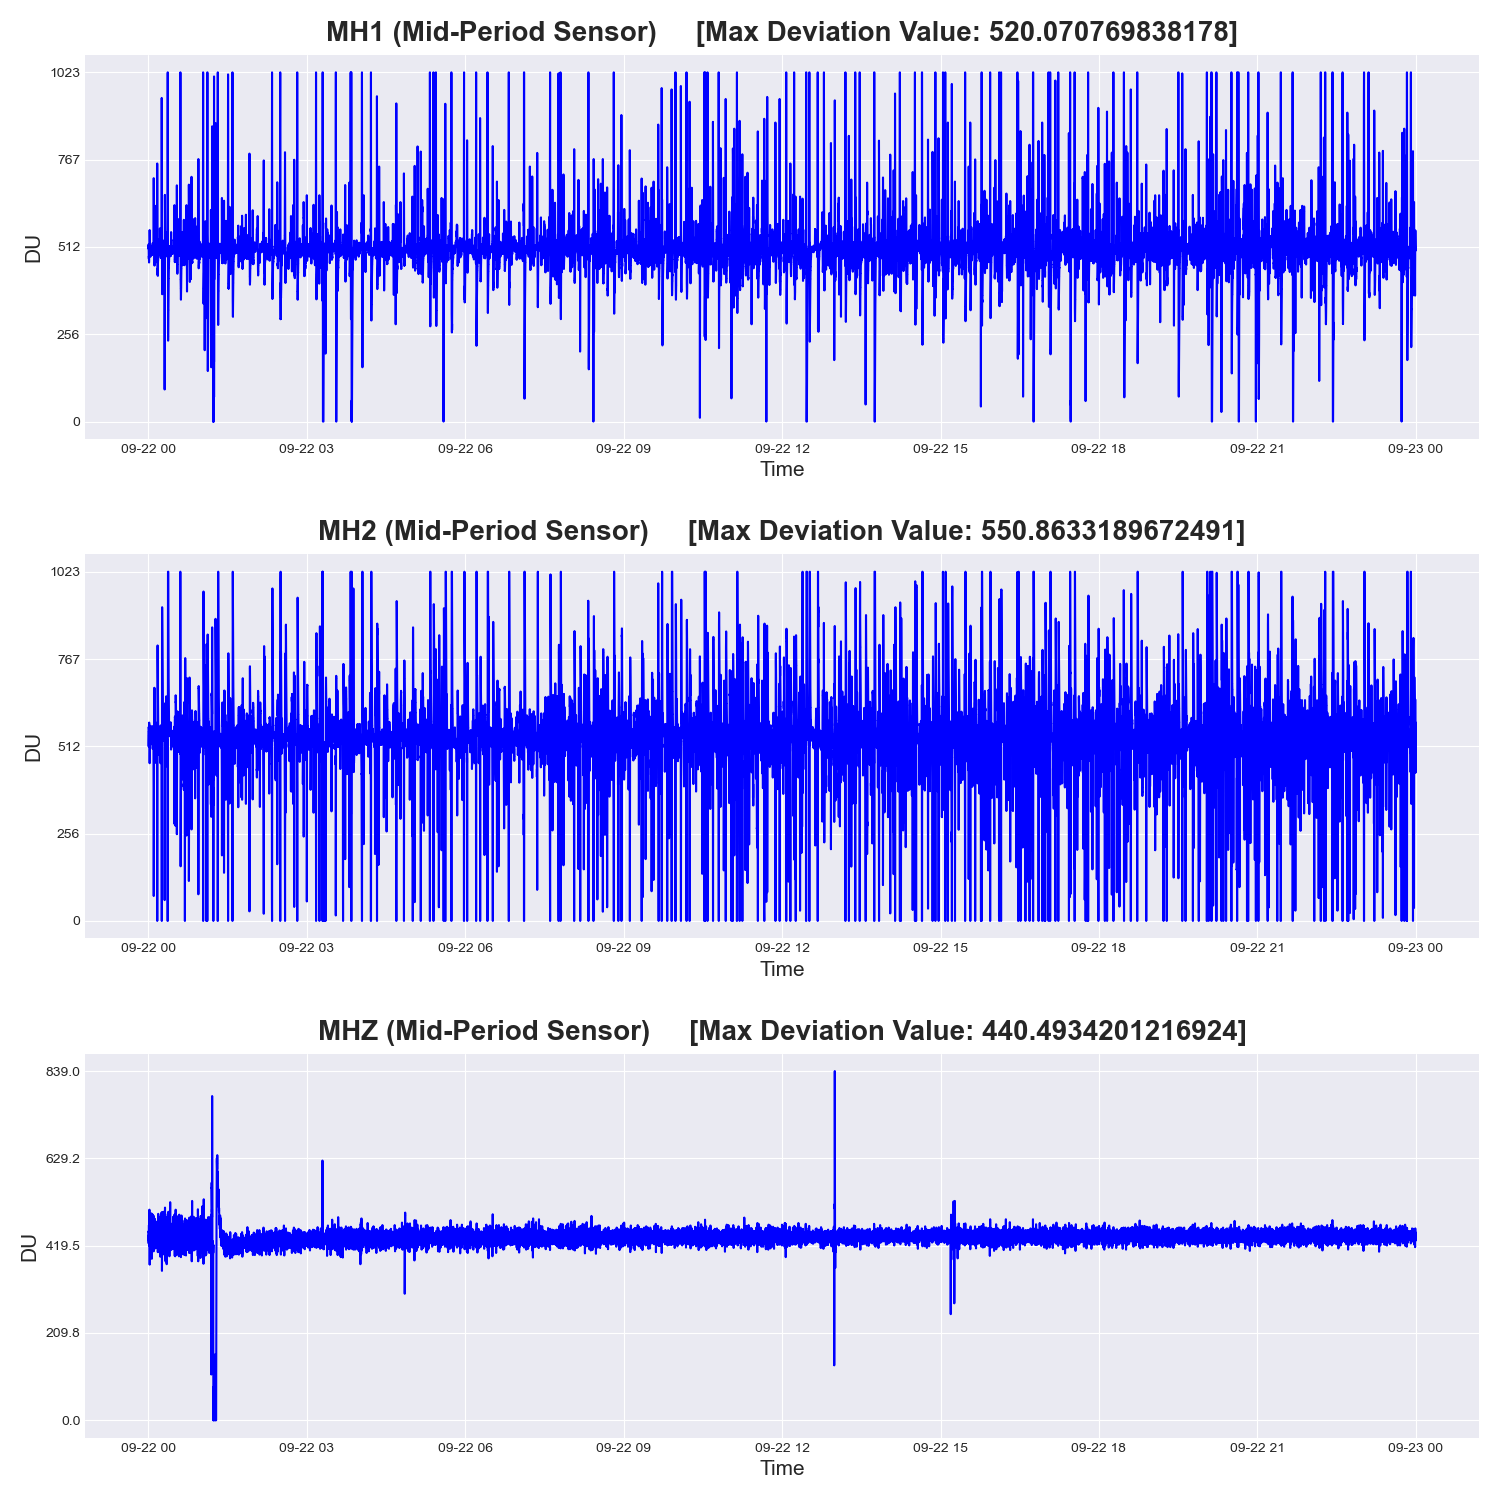 MH1 (Mid-Period Sensor) [Max Deviation Value: 520.070769838178]
1023
767
512
256
0
DU
09-22 00 09-22 03 09-22 06 09-22 09 09-22 12 09-22 15 09-22 18 09-22 21 09-23 00
Time
MH2 (Mid-Period Sensor) [Max Deviation Value: 550.8633189672491]
1023
767
512
256
0
DU
09-22 00 09-22 03 09-22 06 09-22 09 09-22 12 09-22 15 09-22 18 09-22 21 09-23 00
Time
MHZ (Mid-Period Sensor) [Max Deviation Value: 440.4934201216924]
839.0
629.2
419.5
209.8
0.0
DU
09-22 00 09-22 03 09-22 06 09-22 09 09-22 12 09-22 15 09-22 18 09-22 21 09-23 00
Time